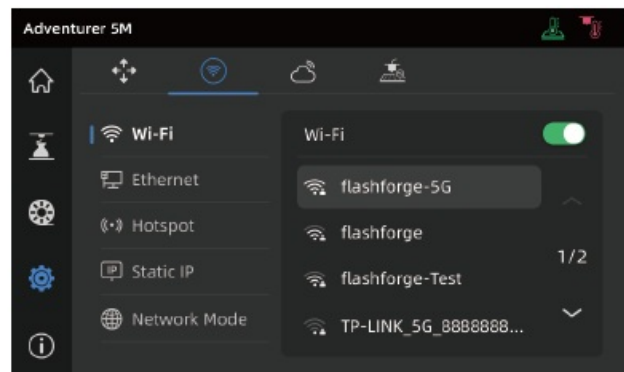 Adventurer 5M
Wi-Fi
Ethernet
Hotspot
IP Static IP
Network Mode
Wi-Fi
flashforge-5G
flashforge
flashforge-Test
TP-LINK_5G_8888888...
1/2